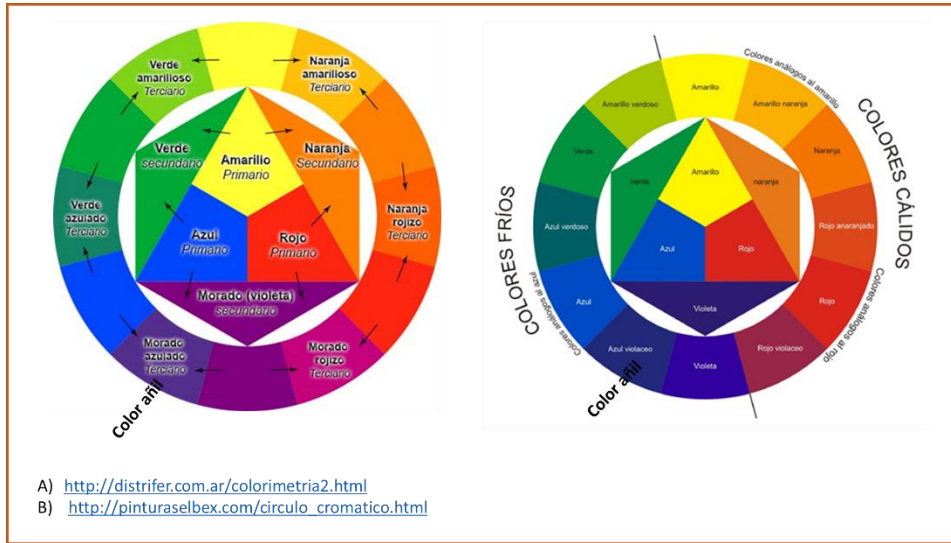 Verde
amarilioso
Terciario
Naranja
amarilloso
Terciario
Verde
secundario
Amarilio
Primario
Naranja
Secundario
Verde
azulado
Terciario
Azul
Primario
Rojo
Primario
Naranja
rojizo
Terciario
Morado (violeta)
secundario
Morado
azulado
Terciario
Morado
rojizo
Terciario
Color añil
COLORES FRÍOS
COLORES CÁLIDOS
Colores análogos al amarillo
Colores análogos al rojo
Colores análogos al azul
Amarillo
Amarillo verdoso
Amarillo naranja
Verde
Naranja
verde
Amarillo
naranja
Azul verdoso
Rojo anaranjado
Azul
Rojo
Azul
Rojo
Violeta
Azul violaceo
Violeta
Rojo violaceo
Color añil
A) http://distrifer.com.ar/colorimetria2.html
B) http://pinturaselbex.com/circulo_cromatico.html